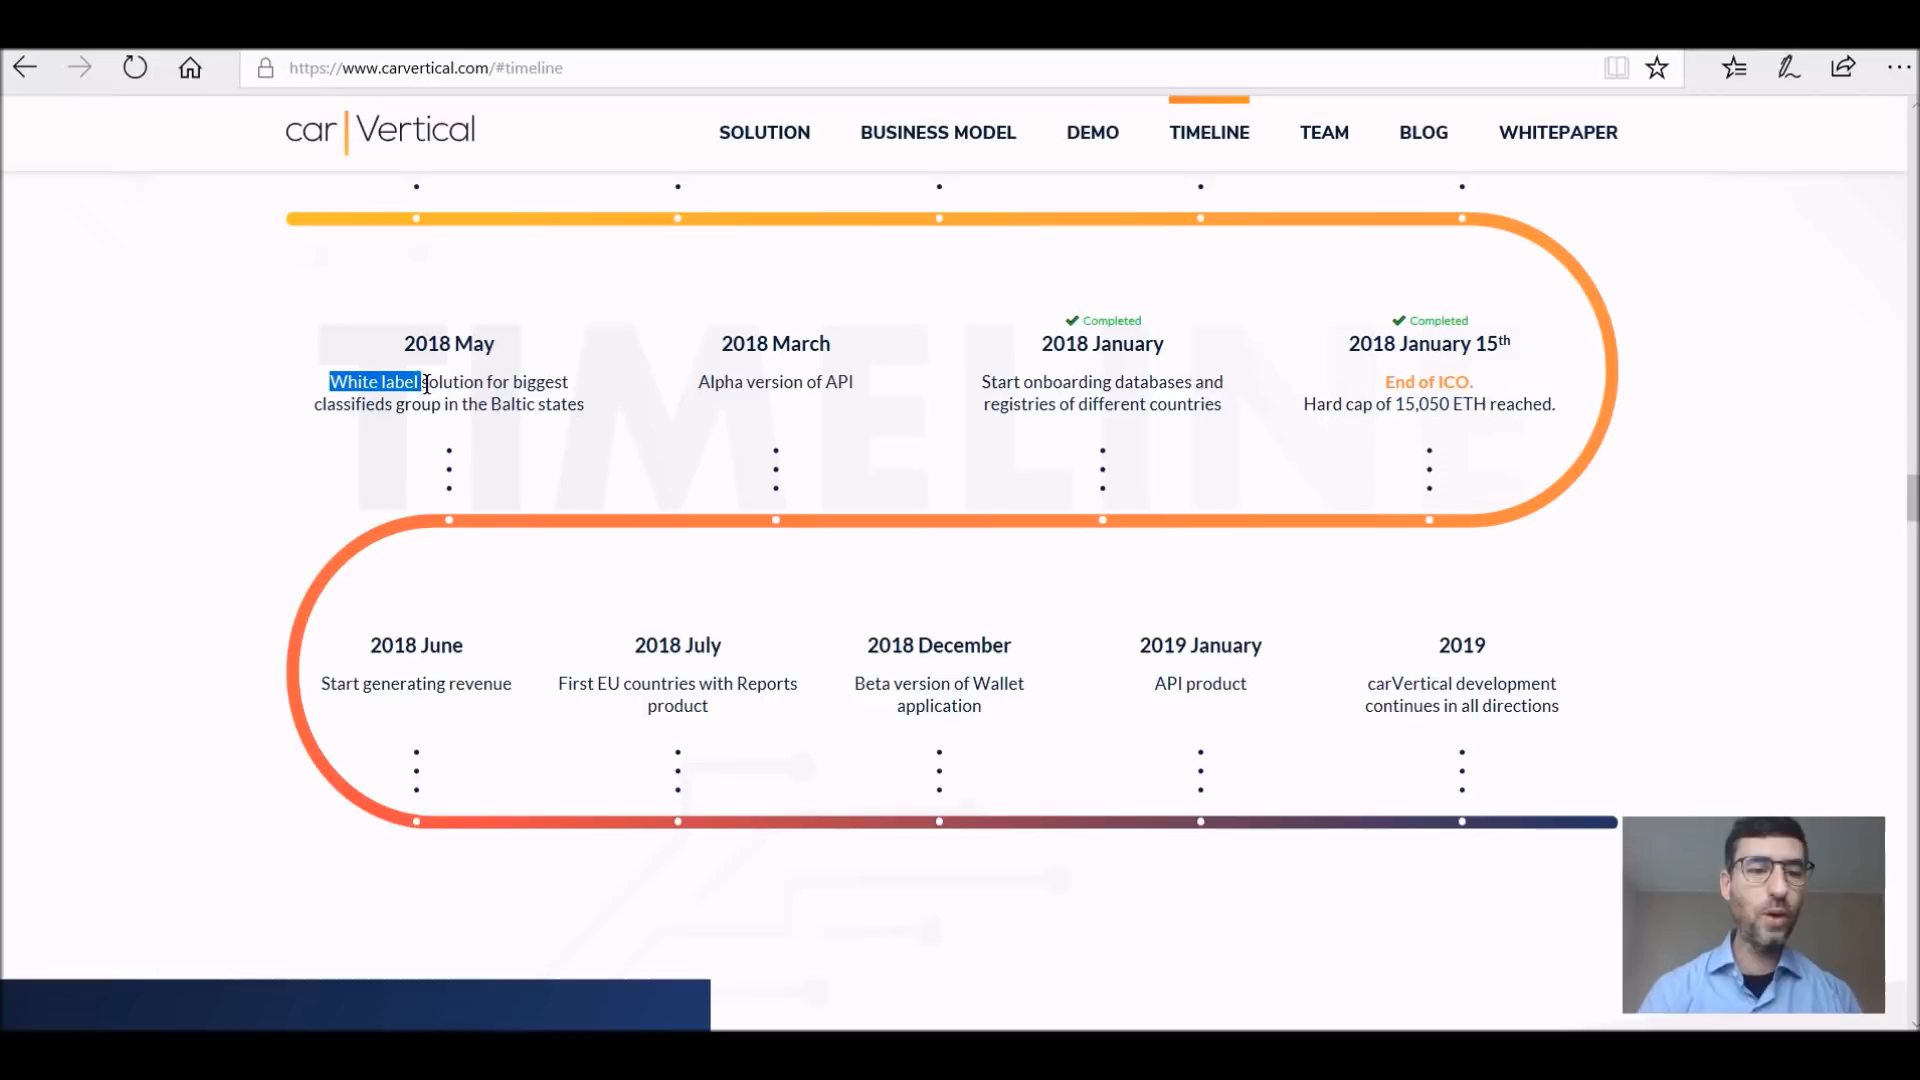 https://www.carvertical.com/#timeline
car|Vertical
SOLUTION
BUSINESS MODEL
DEMO
TIMELINE
TEAM
BLOG
WHITEPAPER
TIMELINE
2018 May
White label solution for biggest
classifieds group in the Baltic states
2018 March
Alpha version of API
Completed
2018 January
Start onboarding databases and
registries of different countries
Completed
2018 January 15th
End of ICO.
Hard cap of 15,050 ETH reached.
2018 June
Start generating revenue
2018 July
First EU countries with Reports
product
2018 December
Beta version of Wallet
application
2019 January
API product
2019
carVertical development
continues in all directions